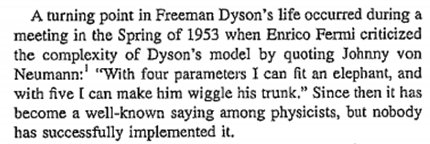 A turning point in Freeman Dyson's life occurred during a
meeting in the Spring of 1953 when Enrico Fermi criticized
the complexity of Dyson's model by quoting Johnny von
Neumann:¹ “With four parameters I can fit an elephant, and
with five I can make him wiggle his trunk.” Since then it has
become a well-known saying among physicists, but nobody
has successfully implemented it.